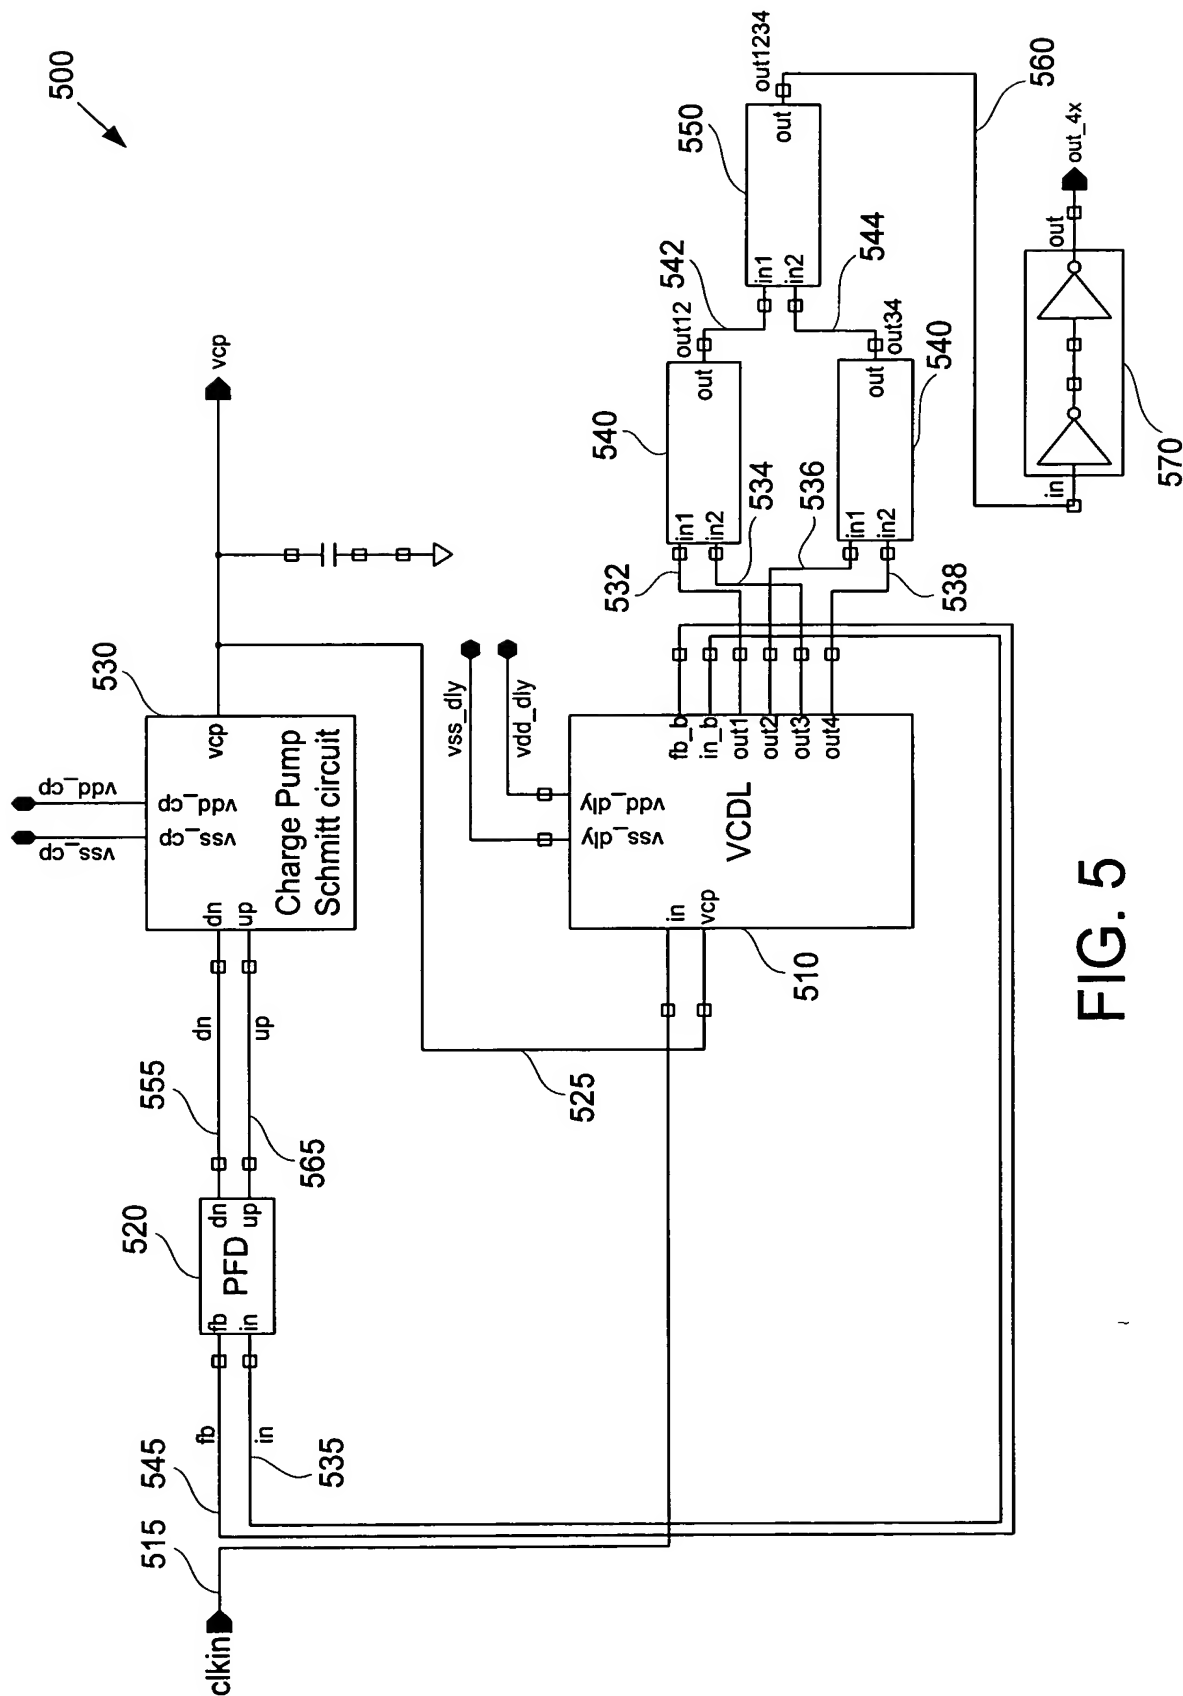 500
vss_cp
vdd_cp
530
vcp
dn
up
vss_cp
vdd_cp
vcp
Charge Pump
Schmitt circuit
555
dn
up
565
520
dn
up
PFD
fb
in
545
fb
in
535
515
clkin
525
vss_dly
vdd_dly
in
vcp
vss_dly
vdd_dly
VCDL
fb_b
in_b
out1
out2
out3
out4
510
532
534
536
538
540
in1
in2
out
out12
542
540
in1
in2
out
out34
544
550
in1
in2
out
out1234
560
in
out
out_4x
570
FIG. 5